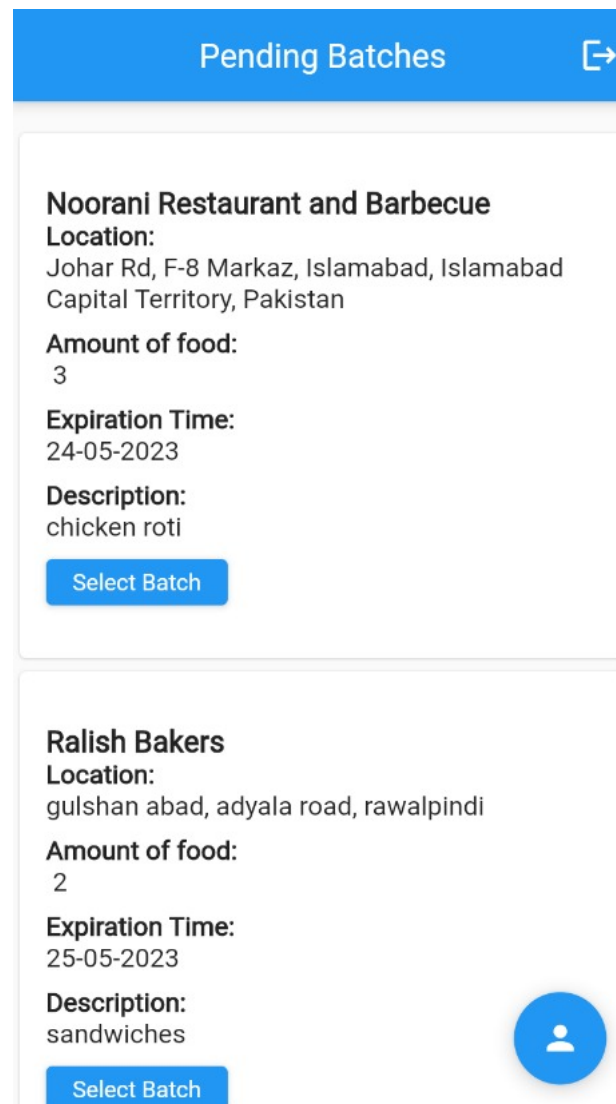 Pending Batches
Noorani Restaurant and Barbecue
Location:
Johar Rd, F-8 Markaz, Islamabad, Islamabad
Capital Territory, Pakistan
Amount of food:
3
Expiration Time:
24-05-2023
Description:
chicken roti
Select Batch
Ralish Bakers
Location:
gulshan abad, adyala road, rawalpindi
Amount of food:
2
Expiration Time:
25-05-2023
Description:
sandwiches
Select Batch